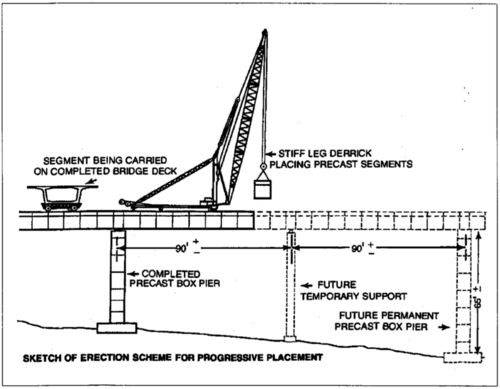 SEGMENT BEING CARRIED
ON COMPLETED BRIDGE DECK
STIFF LEG DERRICK
PLACING PRECAST SEGMENTS
90' ±
90' ±
COMPLETED
PRECAST BOX PIER
FUTURE
TEMPORARY SUPPORT
FUTURE PERMANENT
PRECAST BOX PIER
65' ±
SKETCH OF ERECTION SCHEME FOR PROGRESSIVE PLACEMENT